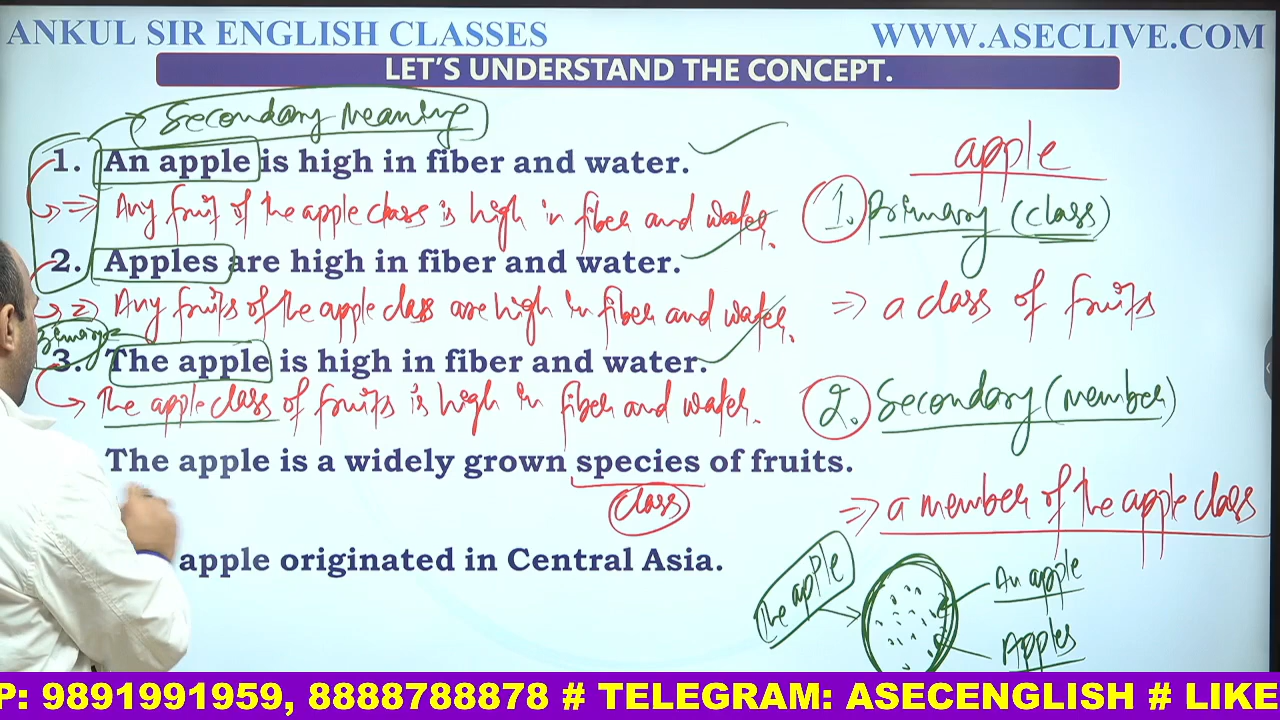 ANKUL SIR ENGLISH CLASSES
WWW.ASECLIVE.COM
LET'S UNDERSTAND THE CONCEPT.
Secondary Meaning
1. An apple is high in fiber and water.
=> Any fruit of the apple class is high in fiber and water.
2. Apples are high in fiber and water.
=> Any fruits of the apple class are high in fiber and water.
3. The apple is high in fiber and water.
The apple class of fruits is high in fiber and water.
The apple is a widely grown species of fruits.
class
apple originated in Central Asia.
apple
1. Primary (class)
=> a class of fruits
2. Secondary (member)
=> a member of the apple class
The apple
An apple
Apples
P: 9891991959, 8888788878 # TELEGRAM: ASECENGLISH # LIKE